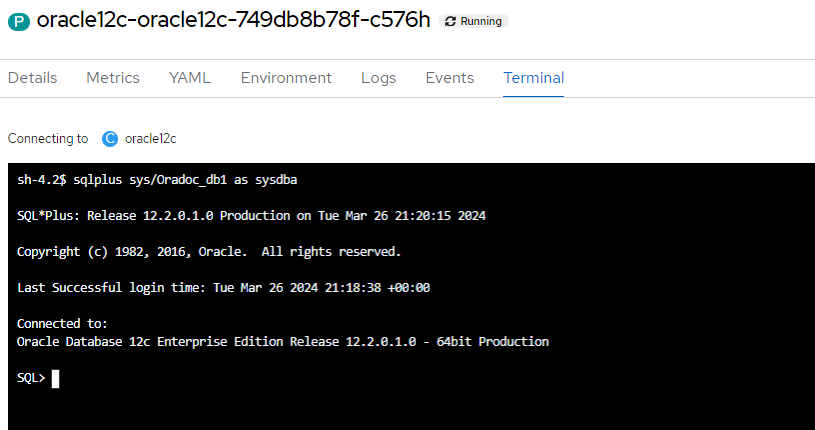 P oracle12c-oracle12c-749db8b78f-c576h Running
Details Metrics YAML Environment Logs Events Terminal
Connecting to C oracle12c
sh-4.2$ sqlplus sys/Oradoc_db1 as sysdba
SQL*Plus: Release 12.2.0.1.0 Production on Tue Mar 26 21:20:15 2024
Copyright (c) 1982, 2016, Oracle.  All rights reserved.
Last Successful login time: Tue Mar 26 2024 21:18:38 +00:00
Connected to:
Oracle Database 12c Enterprise Edition Release 12.2.0.1.0 - 64bit Production
SQL>